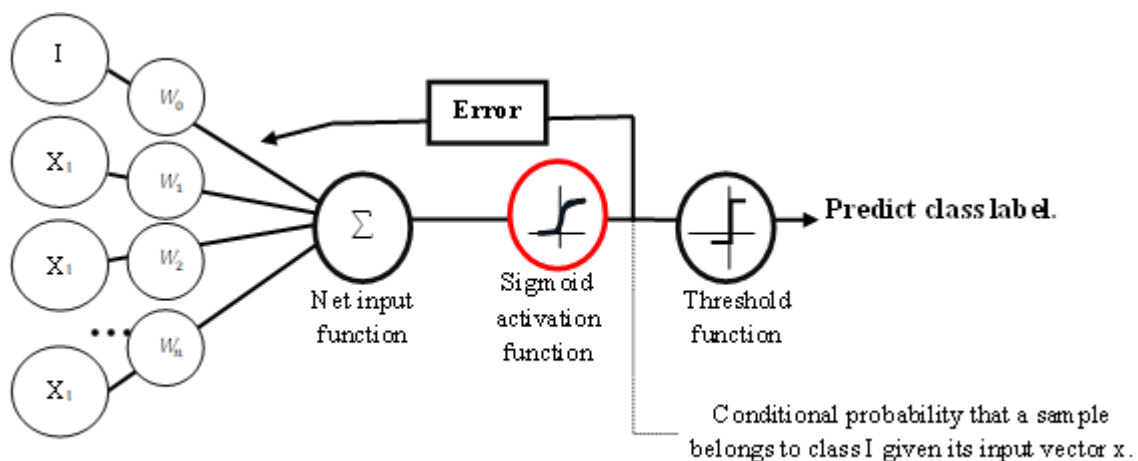 I
W0
Error
X1
W1
Σ
Predict class label.
X1
W2
Net input
function
Sigmoid
activation
function
Threshold
function
...
Wn
X1
Conditional probability that a sample
belongs to class I given its input vector x.